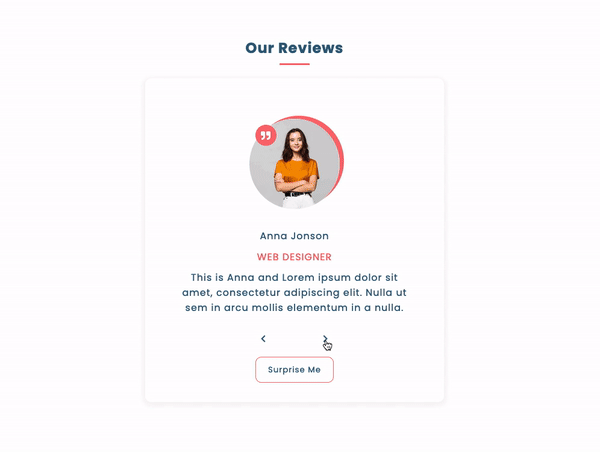 Our Reviews
Anna Jonson
WEB DESIGNER
This is Anna and Lorem ipsum dolor sit
amet, consectetur adipiscing elit. Nulla ut
sem in arcu mollis elementum in a nulla.
Surprise Me